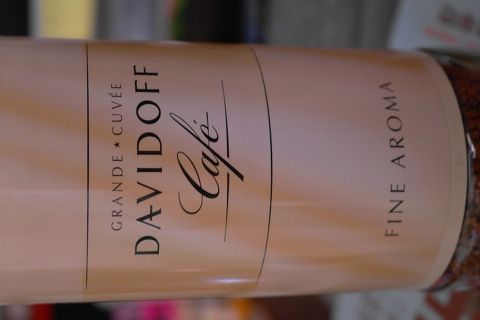 GRANDE ★ CUVÉE
DAVIDOFF
Café
FINE AROMA